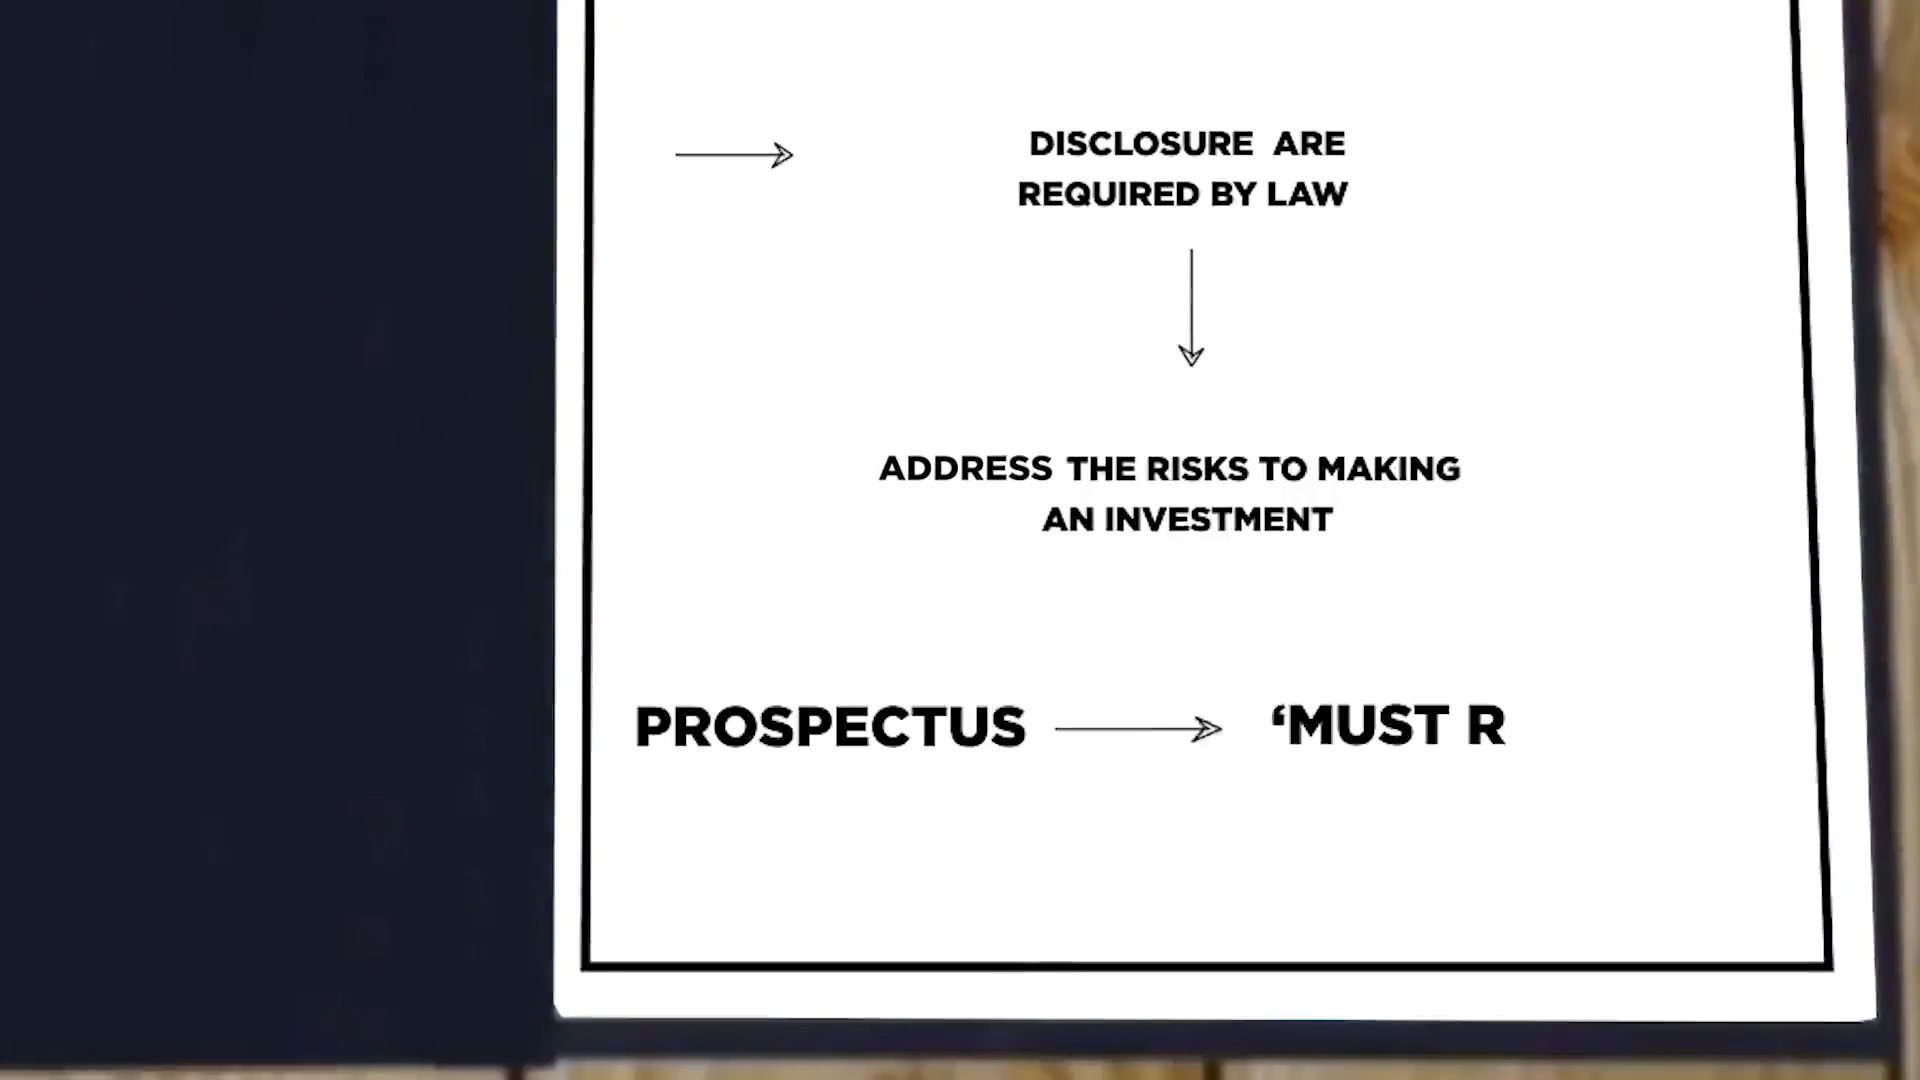 DISCLOSURE ARE
REQUIRED BY LAW
ADDRESS THE RISKS TO MAKING
AN INVESTMENT
PROSPECTUS
‘MUST R